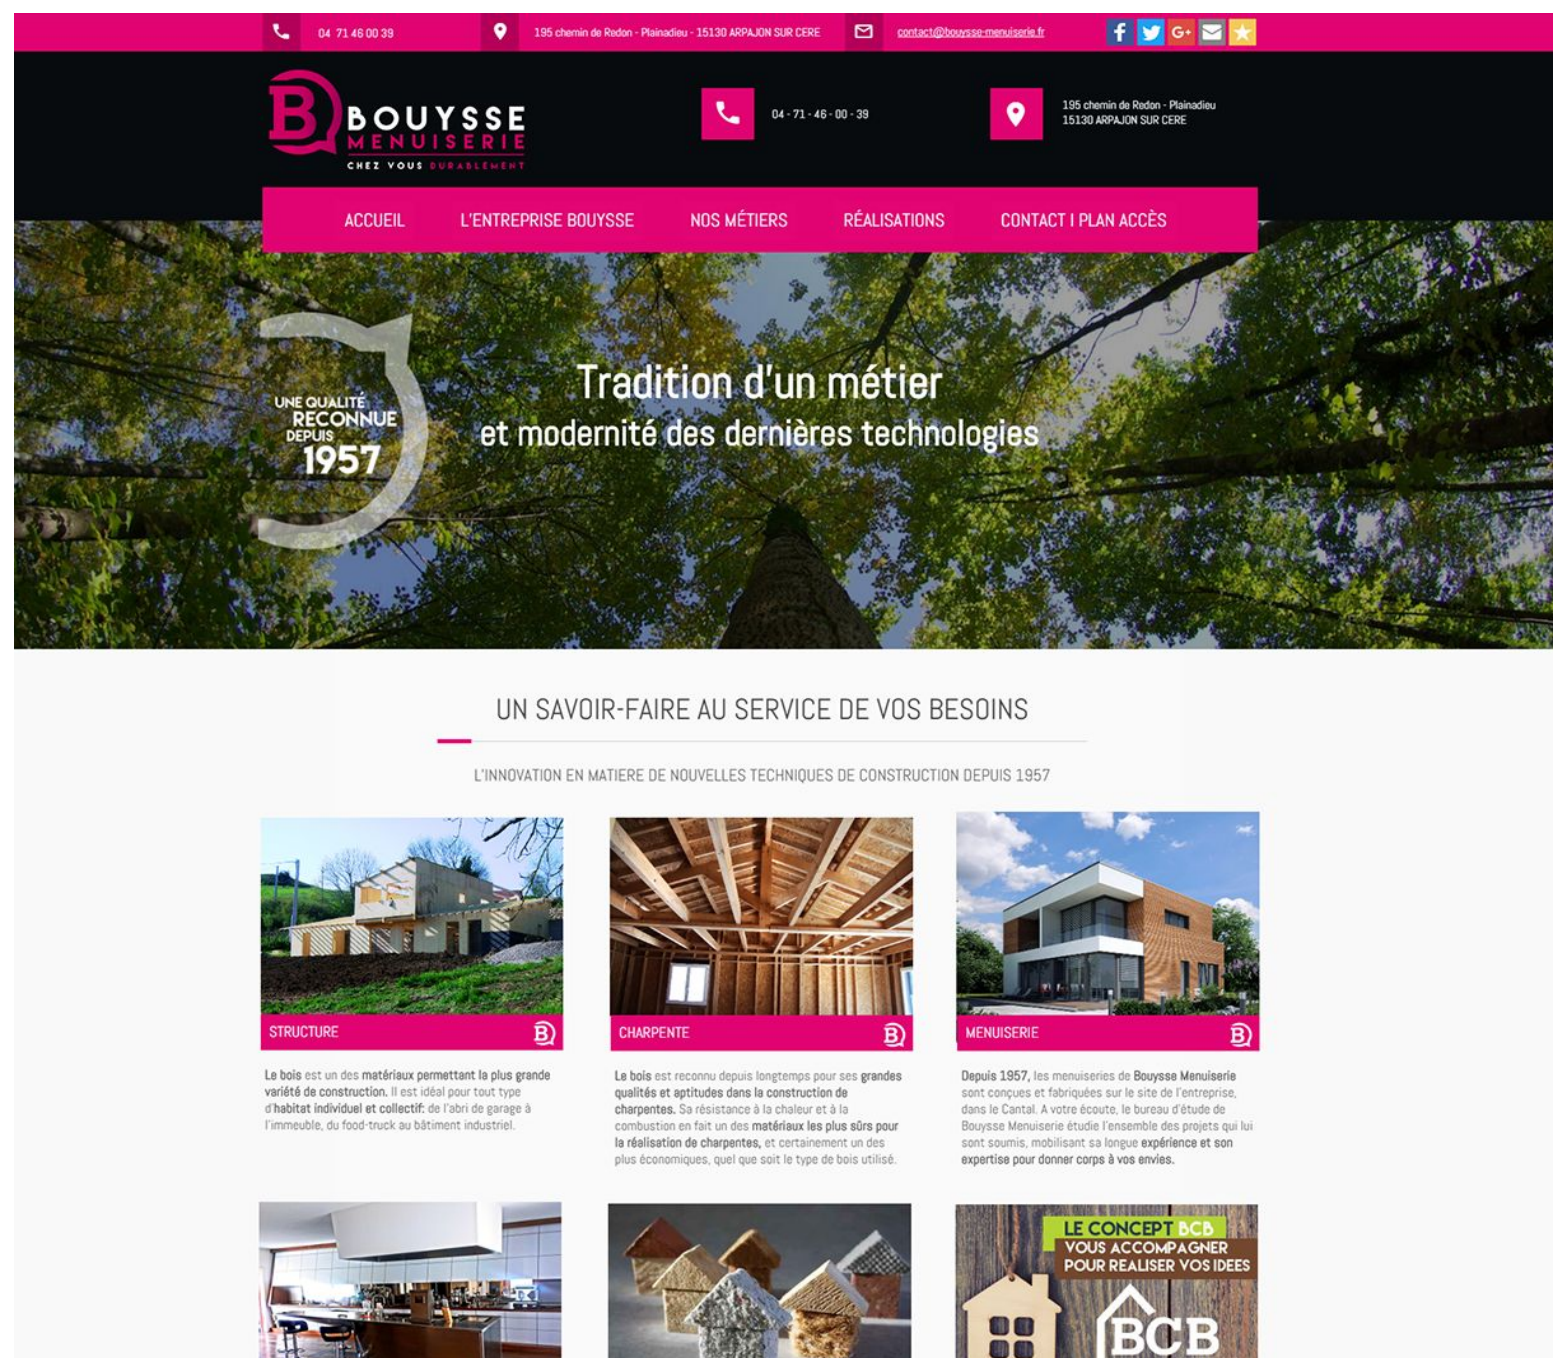 04 71 46 00 39
195 chemin de Redon - Plainadieu - 15130 ARPAJON SUR CERE
contact@bouysse-menuiserie.fr
BOUYSSE
MENUISERIE
CHEZ VOUS DURABLEMENT
04 - 71 - 46 - 00 - 39
195 chemin de Redon - Plainadieu
15130 ARPAJON SUR CERE
ACCUEIL
L'ENTREPRISE BOUYSSE
NOS MÉTIERS
RÉALISATIONS
CONTACT I PLAN ACCÈS
UNE QUALITÉ
RECONNUE
DEPUIS
1957
Tradition d'un métier
et modernité des dernières technologies
UN SAVOIR-FAIRE AU SERVICE DE VOS BESOINS
L'INNOVATION EN MATIERE DE NOUVELLES TECHNIQUES DE CONSTRUCTION DEPUIS 1957
STRUCTURE
Le bois est un des matériaux permettant la plus grande
variété de construction. Il est idéal pour tout type
d'habitat individuel et collectif: de l'abri de garage à
l'immeuble, du food-truck au bâtiment industriel.
CHARPENTE
Le bois est reconnu depuis longtemps pour ses grandes
qualités et aptitudes dans la construction de
charpentes. Sa résistance à la chaleur et à la
combustion en fait un des matériaux les plus sûrs pour
la réalisation de charpentes, et certainement un des
plus économiques, quel que soit le type de bois utilisé.
MENUISERIE
Depuis 1957, les menuiseries de Bouysse Menuiserie
sont conçues et fabriquées sur le site de l'entreprise,
dans le Cantal. A votre écoute, le bureau d'étude de
Bouysse Menuiserie étudie l'ensemble des projets qui lui
sont soumis, mobilisant sa longue expérience et son
expertise pour donner corps à vos envies.
LE CONCEPT BCB
VOUS ACCOMPAGNER
POUR REALISER VOS IDEES
BCB